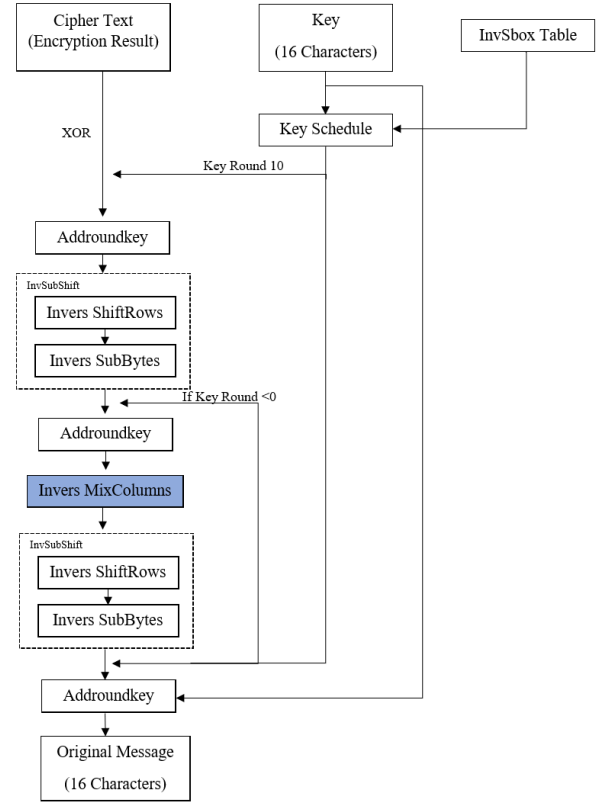 Cipher Text
(Encryption Result)
Key
(16 Characters)
InvSbox Table
Key Schedule
XOR
Key Round 10
Addroundkey
InvSubShift
Invers ShiftRows
Invers SubBytes
If Key Round <0
Addroundkey
Invers MixColumns
InvSubShift
Invers ShiftRows
Invers SubBytes
Addroundkey
Original Message
(16 Characters)